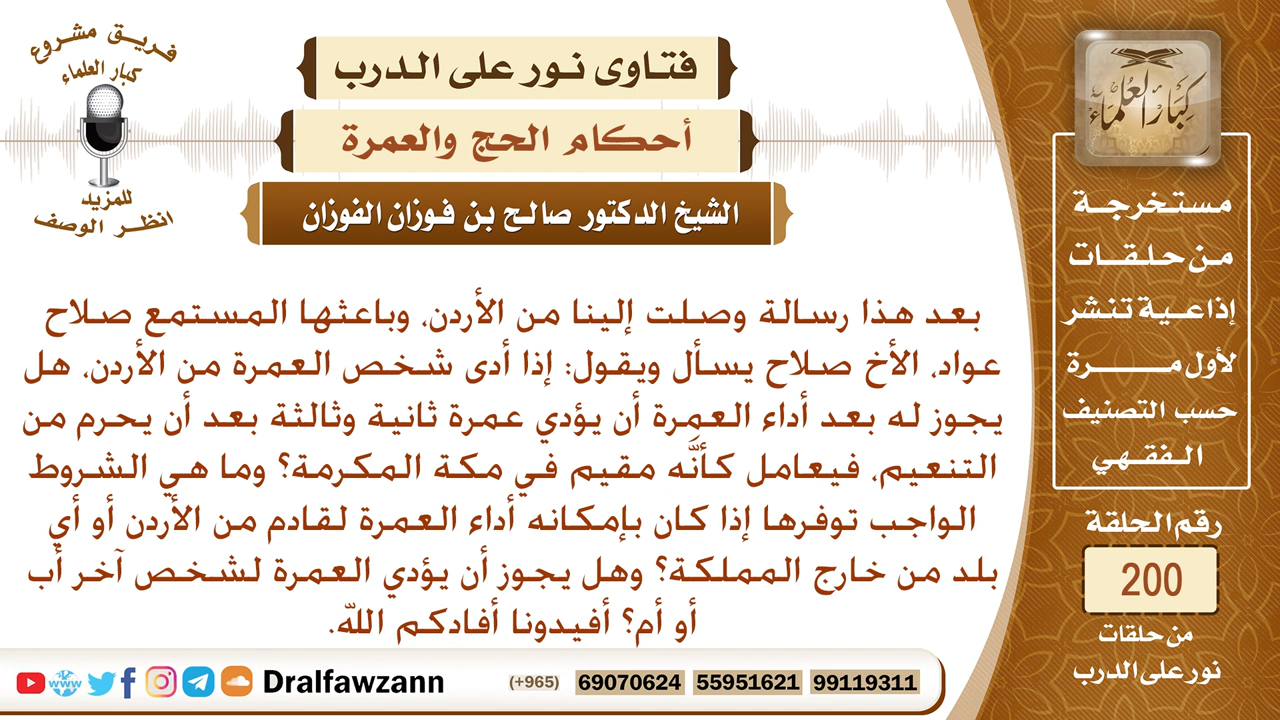 فريق مشروع
كبار العلماء
للمزيد
انظر الوصف
فتاوى نور على الدرب
أحكام الحج والعمرة
الشيخ الدكتور صالح بن فوزان الفوزان
بعد هذا رسالة وصلت إلينا من الأردن، وباعثها المستمع صلاح
عواد، الأخ صلاح يسأل ويقول: إذا أدى شخص العمرة من الأردن، هل
يجوز له بعد أداء العمرة أن يؤدي عمرة ثانية وثالثة بعد أن يحرم من
التنعيم، فيعامل كأنَّه مقيم في مكة المكرمة؟ وما هي الشروط
الواجب توفرها إذا كان بإمكانه أداء العمرة لقادم من الأردن أو أي
بلد من خارج المملكة؟ وهل يجوز أن يؤدي العمرة لشخص آخر أب
أو أم؟ أفيدونا أفادكم الله.
كبار العلماء
مستخرجة
من حلقات
إذاعية تنشر
لأول مرة
حسب التصنيف
الفقهي
رقم الحلقة
200
من حلقات
نور على الدرب
Dralfawzann (+965) 69070624 55951621 99119311